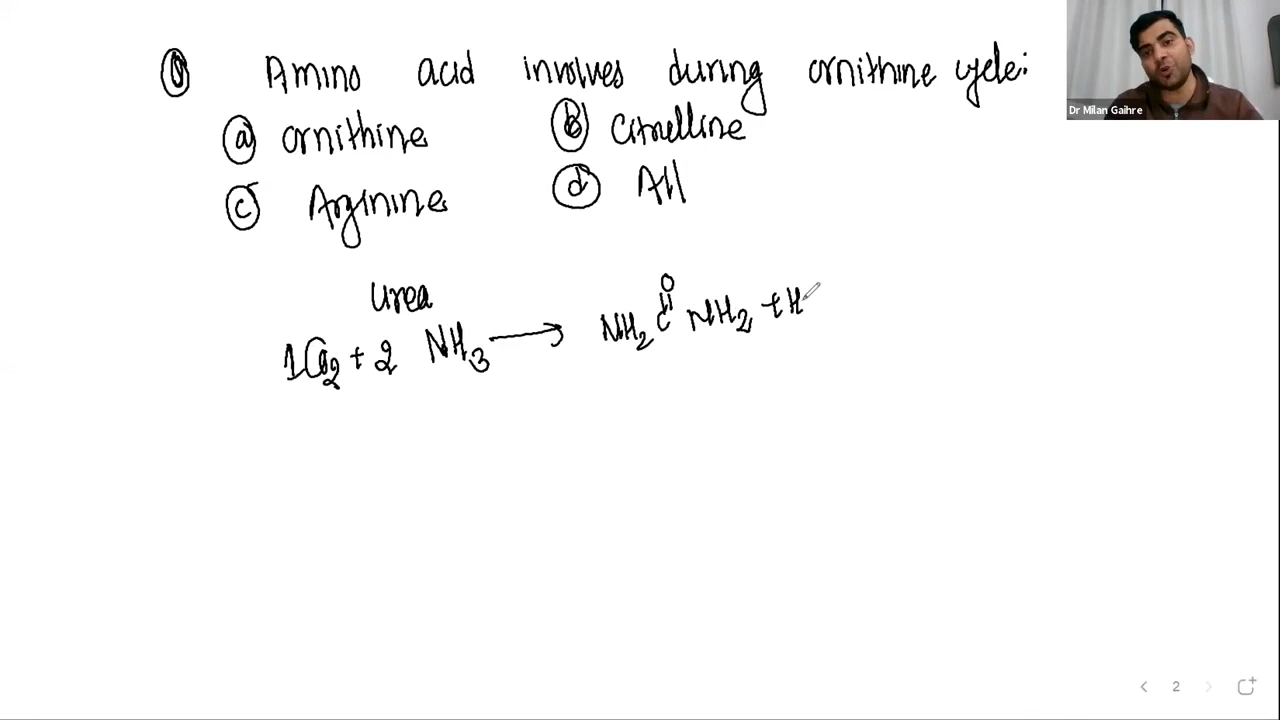 Q Amino acid involves during ornithine cycle:
a ornithine b Citrulline
c Arginine d All
urea
1CO2 + 2 NH3 → NH2 C NH2 + H
O
Dr Milan Gaihre
2